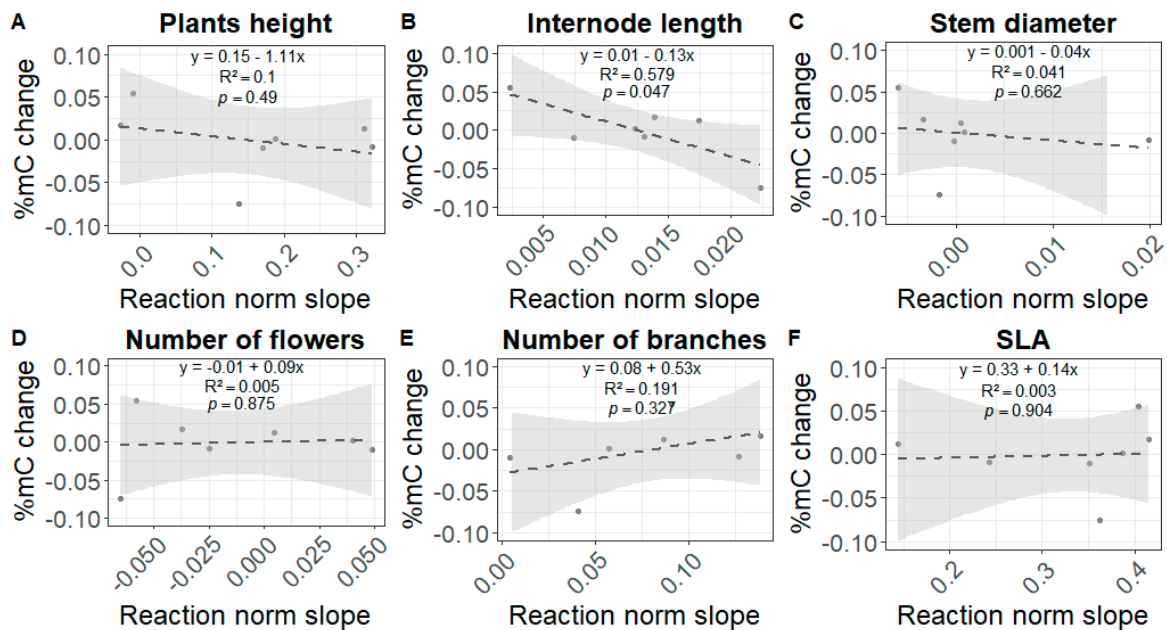 A Plants height
y = 0.15 - 1.11x
R² = 0.1
p = 0.49
%mC change
0.10
0.05
0.00
-0.05
-0.10
0.0 0.1 0.2 0.3
Reaction norm slope
B Internode length
y = 0.01 - 0.13x
R² = 0.579
p = 0.047
%mC change
0.10
0.05
0.00
-0.05
-0.10
0.005 0.010 0.015 0.020
Reaction norm slope
C Stem diameter
y = 0.001 - 0.04x
R² = 0.041
p = 0.662
%mC change
0.10
0.05
0.00
-0.05
-0.10
0.00 0.02
Reaction norm slope
D Number of flowers
y = -0.01 + 0.09x
R² = 0.005
p = 0.875
%mC change
0.10
0.05
0.00
-0.05
-0.10
-0.050 -0.025 0.000 0.025 0.050
Reaction norm slope
E Number of branches
y = 0.08 + 0.53x
R² = 0.191
p = 0.327
%mC change
0.10
0.05
0.00
-0.05
-0.10
0.00 0.05 0.10
Reaction norm slope
F SLA
y = 0.33 + 0.14x
R² = 0.003
p = 0.904
%mC change
0.10
0.05
0.00
-0.05
-0.10
0.2 0.3 0.4
Reaction norm slope